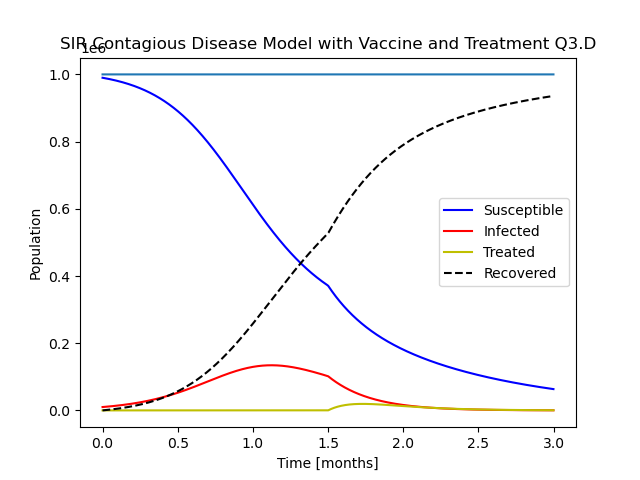 SIR Contagious Disease Model with Vaccine and Treatment Q3.D
1e6
1.0
0.8
0.6
0.4
0.2
0.0
Population
Susceptible
Infected
Treated
Recovered
0.0 0.5 1.0 1.5 2.0 2.5 3.0
Time [months]